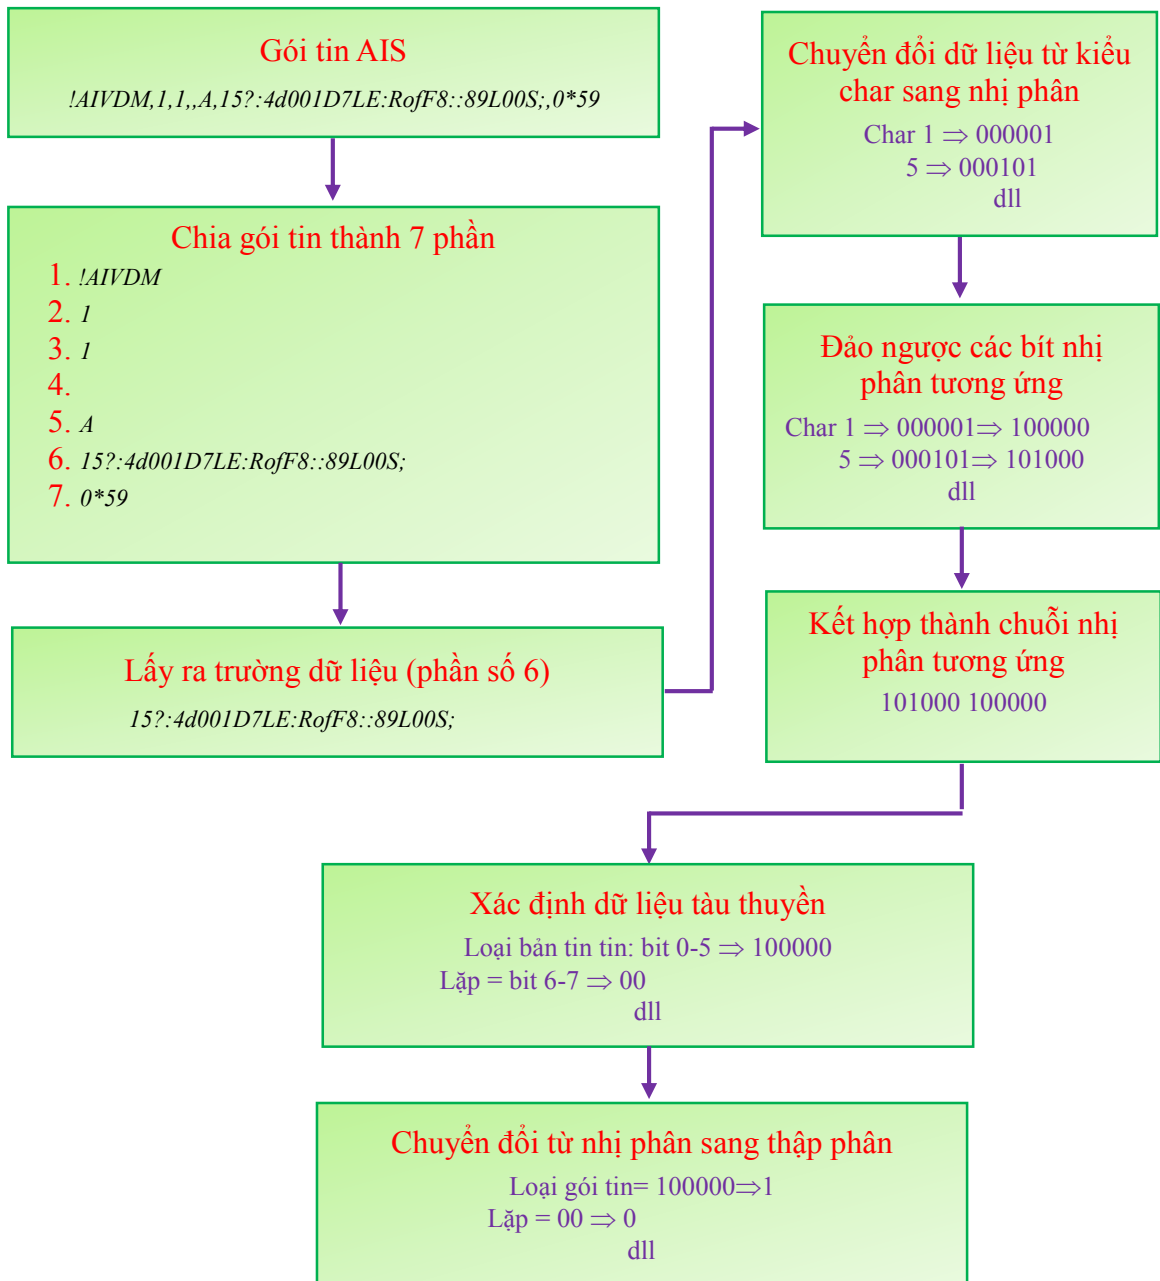 Gói tin AIS
!AIVDM,1,1,,A,15?:4d001D7LE:RofF8::89L00S;,0*59
Chia gói tin thành 7 phần
1. !AIVDM
2. 1
3. 1
4.
5. A
6. 15?:4d001D7LE:RofF8::89L00S;
7. 0*59
Lấy ra trường dữ liệu (phần số 6)
15?:4d001D7LE:RofF8::89L00S;
Chuyển đổi dữ liệu từ kiểu
char sang nhị phân
Char 1 ⇒ 000001
5 ⇒ 000101
dll
Đảo ngược các bít nhị
phân tương ứng
Char 1 ⇒ 000001⇒ 100000
5 ⇒ 000101⇒ 101000
dll
Kết hợp thành chuỗi nhị
phân tương ứng
101000 100000
Xác định dữ liệu tàu thuyền
Loại bản tin tin: bit 0-5 ⇒ 100000
Lặp = bit 6-7 ⇒ 00
dll
Chuyển đổi từ nhị phân sang thập phân
Loại gói tin= 100000⇒1
Lặp = 00 ⇒ 0
dll